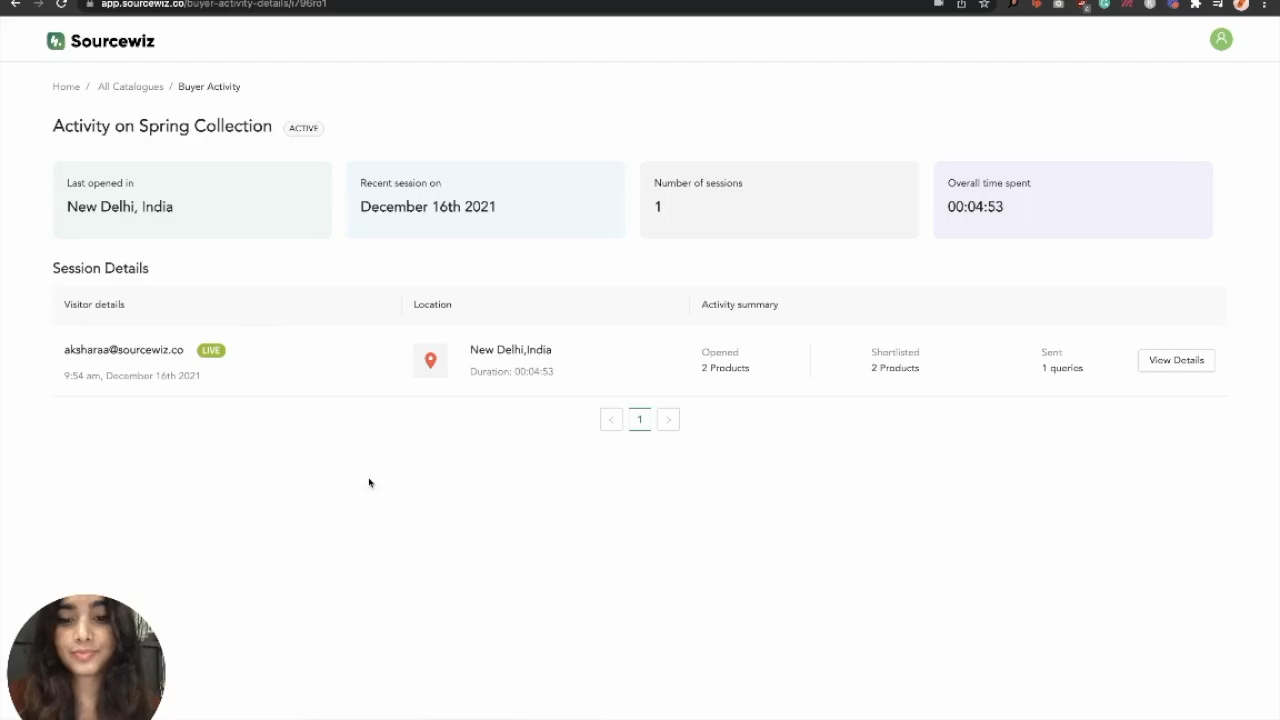 app.sourcewiz.co/buyer-activity-details/i796ro1
Sourcewiz
Home / All Catalogues / Buyer Activity
Activity on Spring Collection ACTIVE
Last opened in
New Delhi, India
Recent session on
December 16th 2021
Number of sessions
1
Overall time spent
00:04:53
Session Details
Visitor details Location Activity summary
aksharaa@sourcewiz.co LIVE
9:54 am, December 16th 2021
New Delhi,India
Duration: 00:04:53
Opened
2 Products
Shortlisted
2 Products
Sent
1 queries
View Details
< 1 >